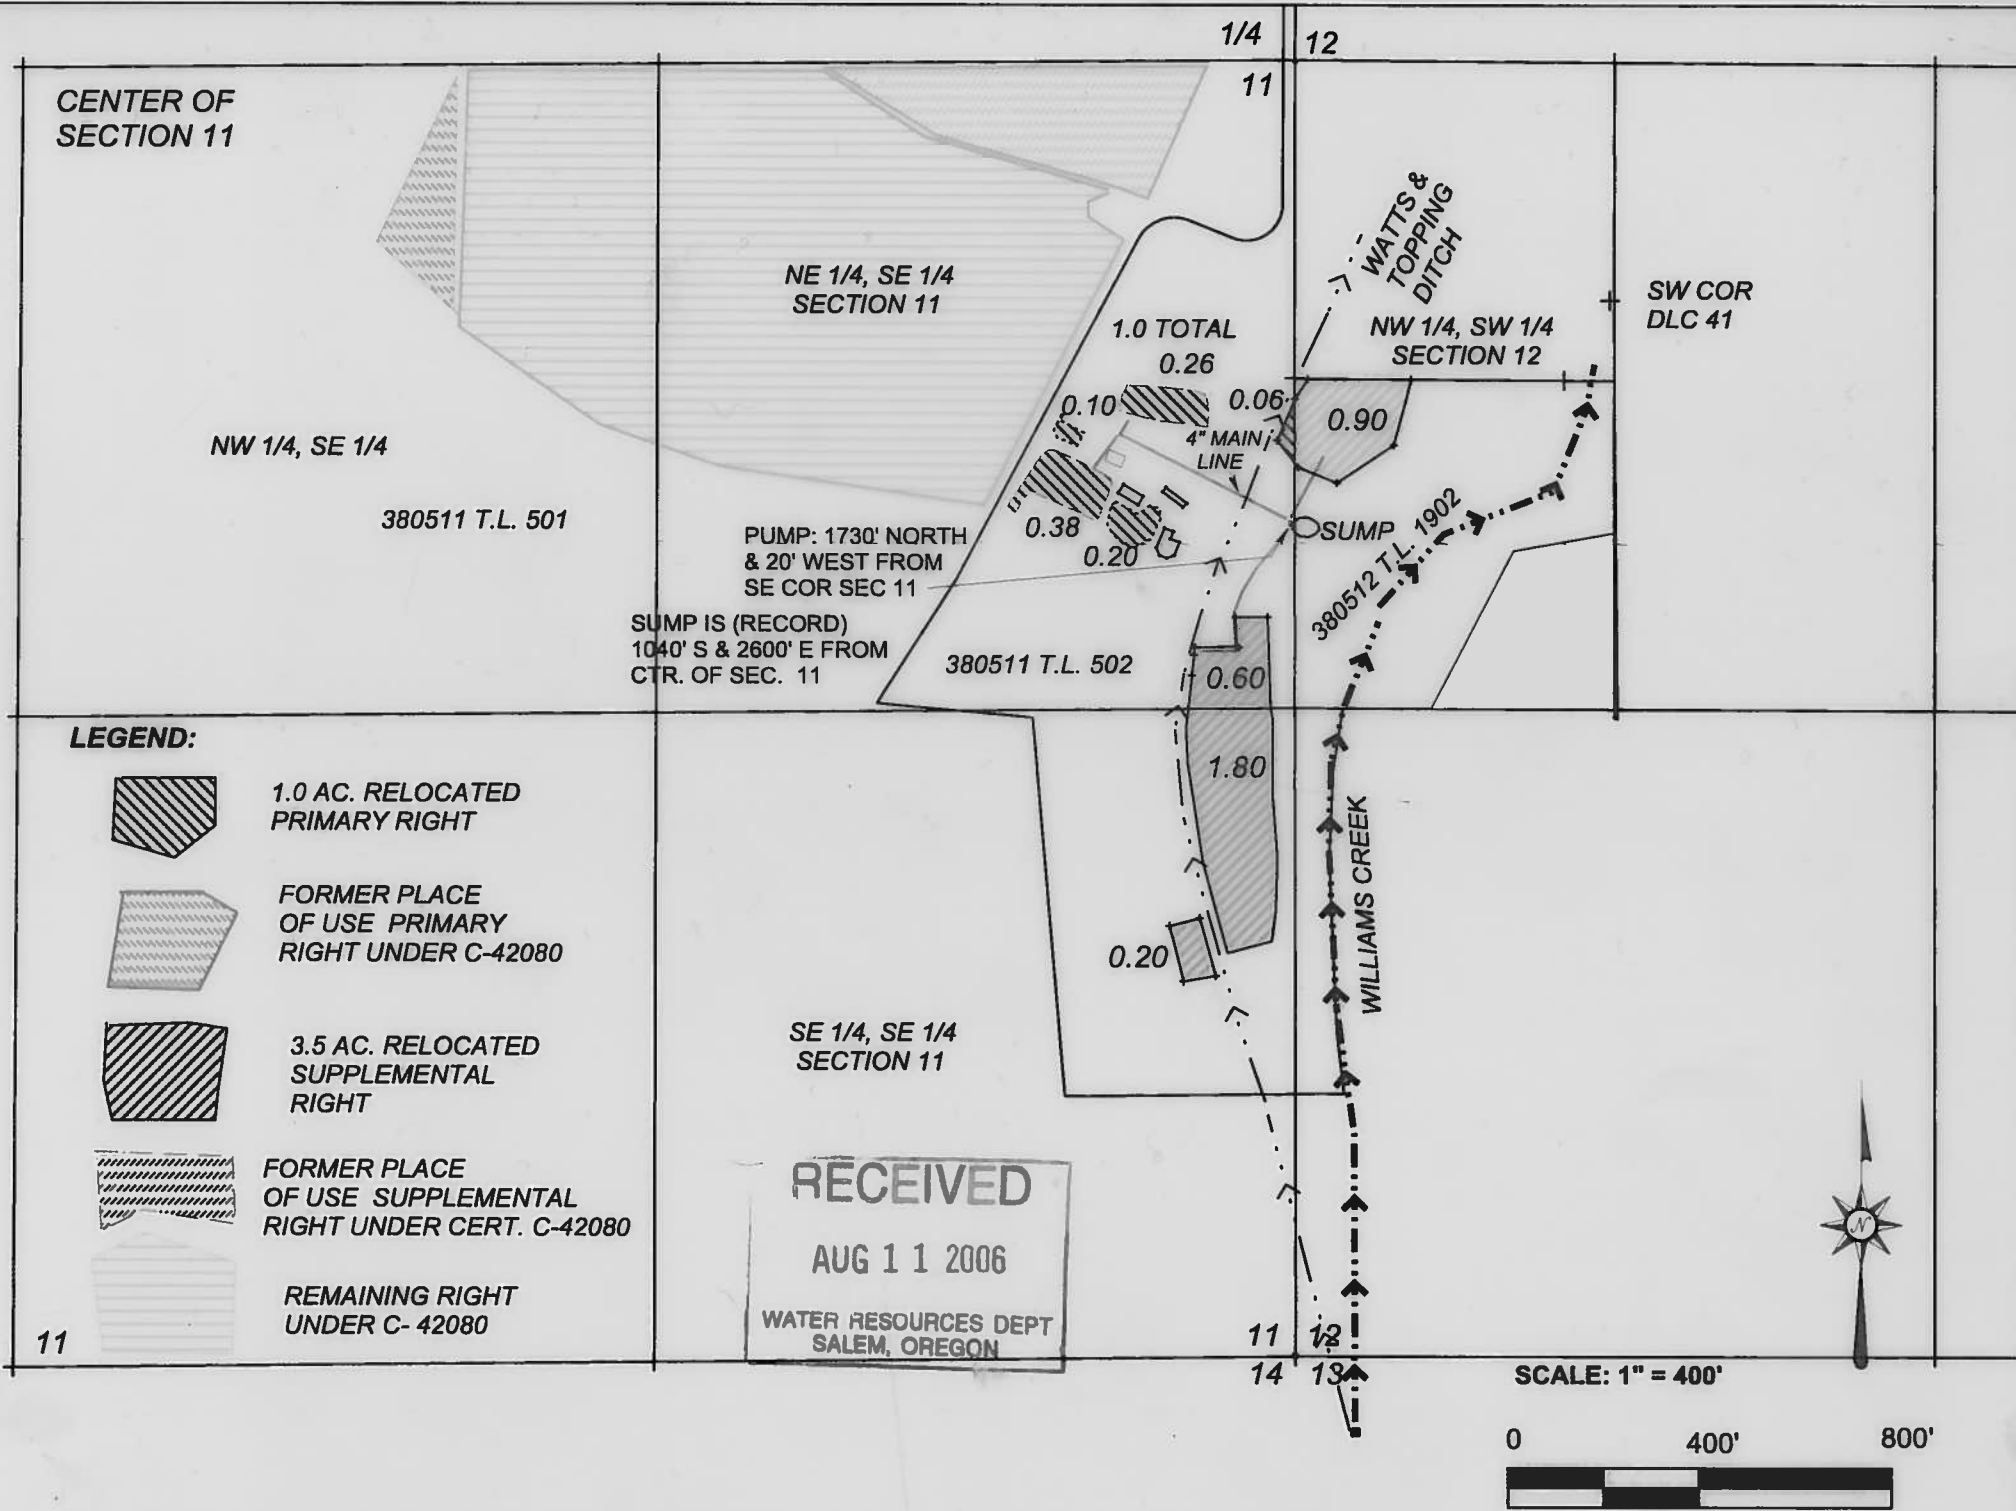 1/4 12
11
CENTER OF
SECTION 11
WATTS &
TOPPING
DITCH
NE 1/4, SE 1/4
SECTION 11
SW COR
DLC 41
NW 1/4, SW 1/4
SECTION 12
1.0 TOTAL
0.26
0.10
0.06
0.90
4" MAIN
LINE
NW 1/4, SE 1/4
380511 T.L. 501
0.38
0.20
SUMP
380512 T.L. 1902
PUMP: 1730' NORTH
& 20' WEST FROM
SE COR SEC 11
SUMP IS (RECORD)
1040' S & 2600' E FROM
CTR. OF SEC. 11
380511 T.L. 502
0.60
1.80
WILLIAMS CREEK
0.20
SE 1/4, SE 1/4
SECTION 11
LEGEND:
1.0 AC. RELOCATED
PRIMARY RIGHT
FORMER PLACE
OF USE PRIMARY
RIGHT UNDER C-42080
3.5 AC. RELOCATED
SUPPLEMENTAL
RIGHT
FORMER PLACE
OF USE SUPPLEMENTAL
RIGHT UNDER CERT. C-42080
REMAINING RIGHT
UNDER C- 42080
11
RECEIVED
AUG 11 2006
WATER RESOURCES DEPT
SALEM, OREGON
11 12
14 13
N
SCALE: 1" = 400'
0 400' 800'